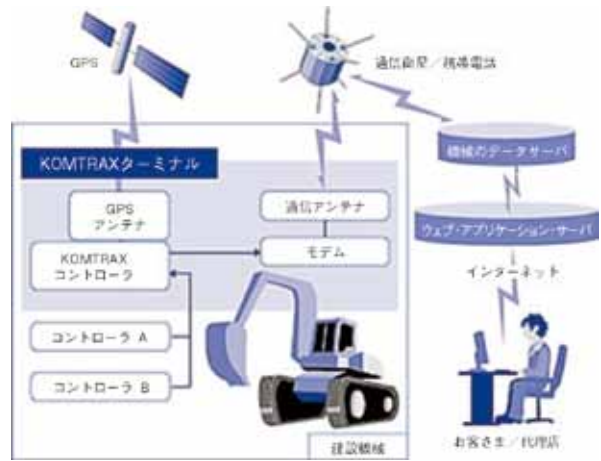 GPS
通信衛星/携帯電話
KOMTRAXターミナル
機械のデータサーバ
GPS
アンテナ
通信アンテナ
ウェブ・アプリケーション・サーバ
KOMTRAX
コントローラ
モデム
インターネット
コントローラ A
コントローラ B
お客さま/代理店
建設機械